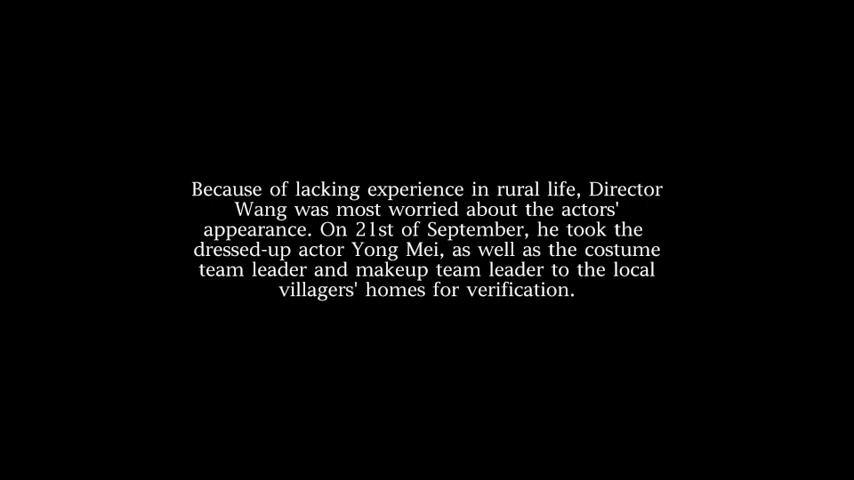 Because of lacking experience in rural life, Director
Wang was most worried about the actors'
appearance. On 21st of September, he took the
dressed-up actor Yong Mei, as well as the costume
team leader and makeup team leader to the local
villagers' homes for verification.